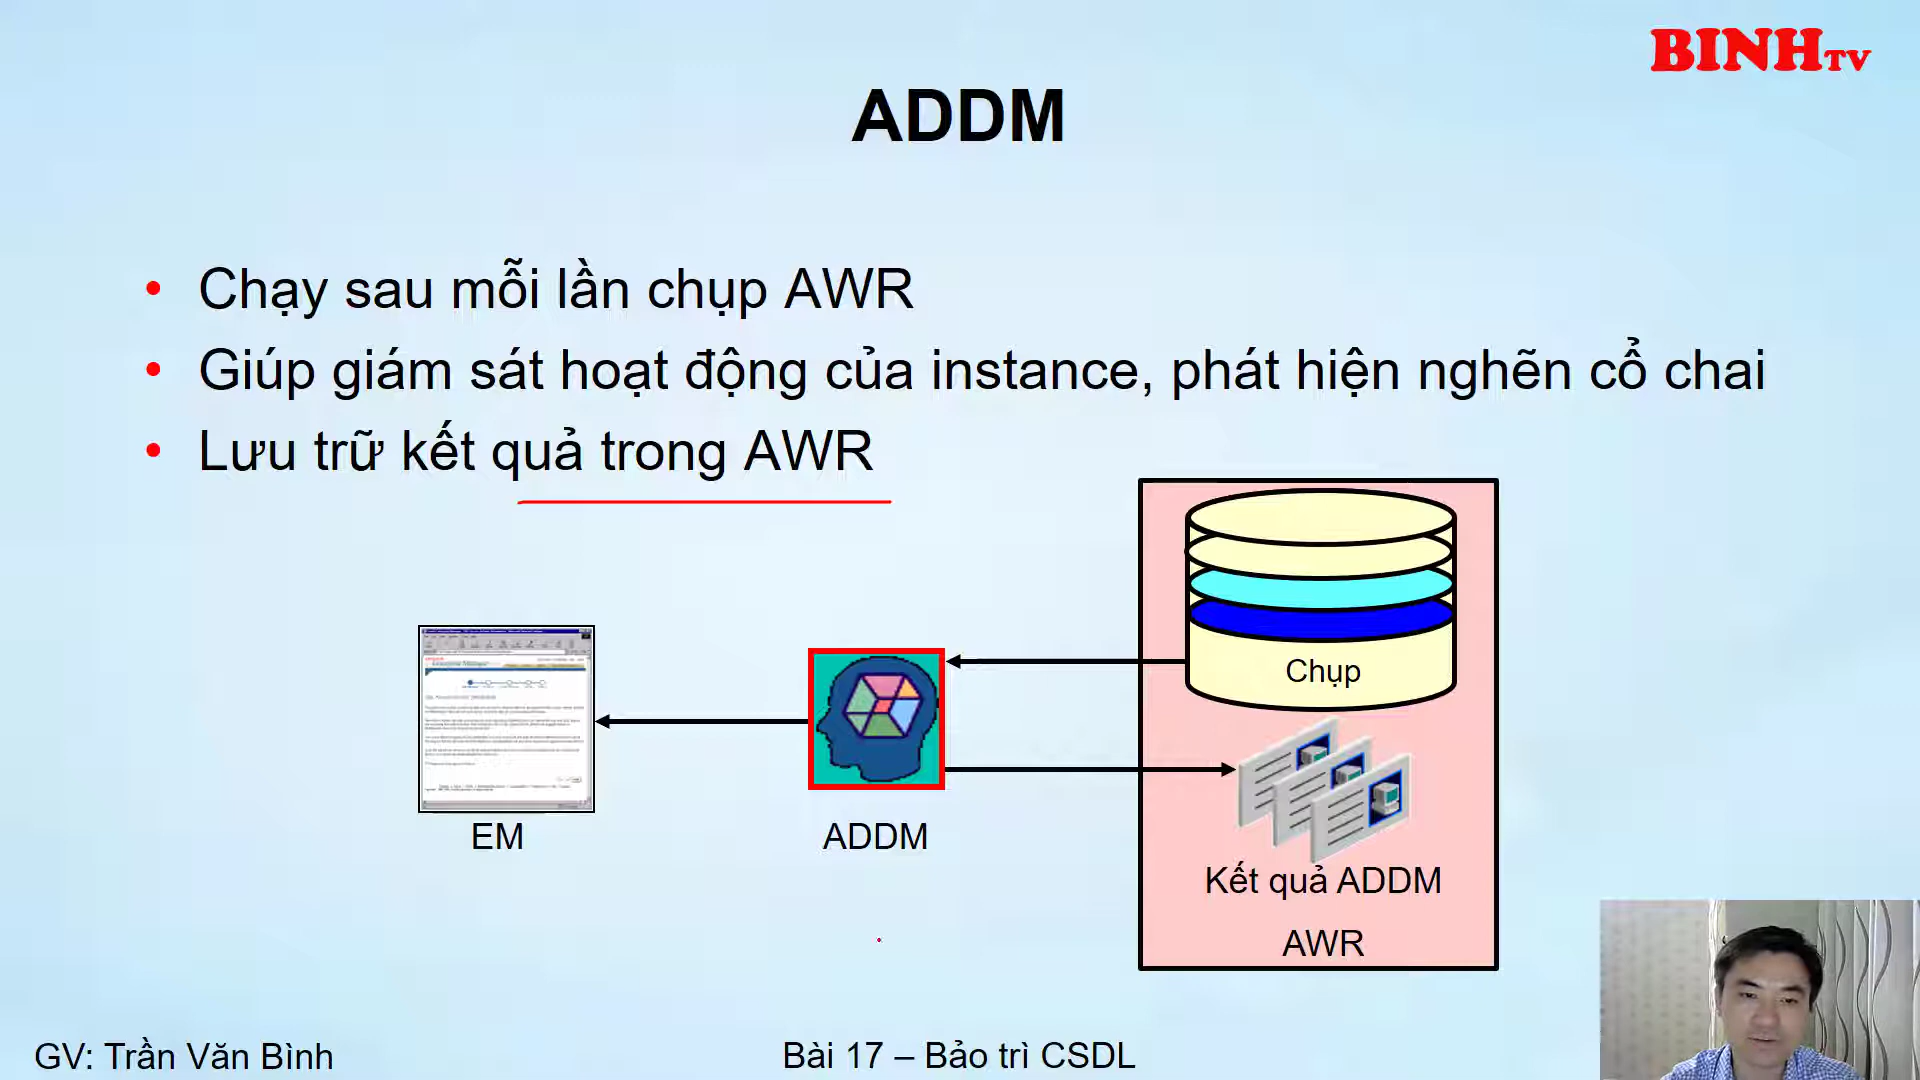 BINHTV
ADDM
• Chạy sau mỗi lần chụp AWR
• Giúp giám sát hoạt động của instance, phát hiện nghẽn cổ chai
• Lưu trữ kết quả trong AWR
Chụp
EM
ADDM
Kết quả ADDM
AWR
GV: Trần Văn Bình
Bài 17 – Bảo trì CSDL